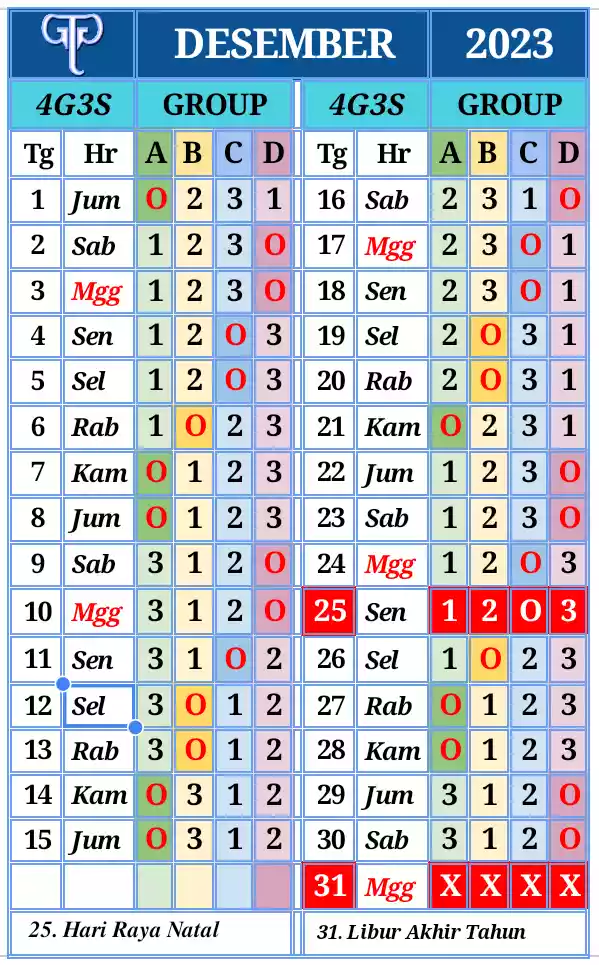 DESEMBER 2023
4G3S GROUP 4G3S GROUP
Tg Hr A B C D Tg Hr A B C D
1 Jum O 2 3 1 16 Sab 2 3 1 O
2 Sab 1 2 3 O 17 Mgg 2 3 O 1
3 Mgg 1 2 3 O 18 Sen 2 3 O 1
4 Sen 1 2 O 3 19 Sel 2 O 3 1
5 Sel 1 2 O 3 20 Rab 2 O 3 1
6 Rab 1 O 2 3 21 Kam O 2 3 1
7 Kam O 1 2 3 22 Jum 1 2 3 O
8 Jum O 1 2 3 23 Sab 1 2 3 O
9 Sab 3 1 2 O 24 Mgg 1 2 O 3
10 Mgg 3 1 2 O 25 Sen 1 2 O 3
11 Sen 3 1 O 2 26 Sel 1 O 2 3
12 Sel 3 O 1 2 27 Rab O 1 2 3
13 Rab 3 O 1 2 28 Kam O 1 2 3
14 Kam O 3 1 2 29 Jum 3 1 2 O
15 Jum O 3 1 2 30 Sab 3 1 2 O
31 Mgg X X X X
25. Hari Raya Natal 31. Libur Akhir Tahun